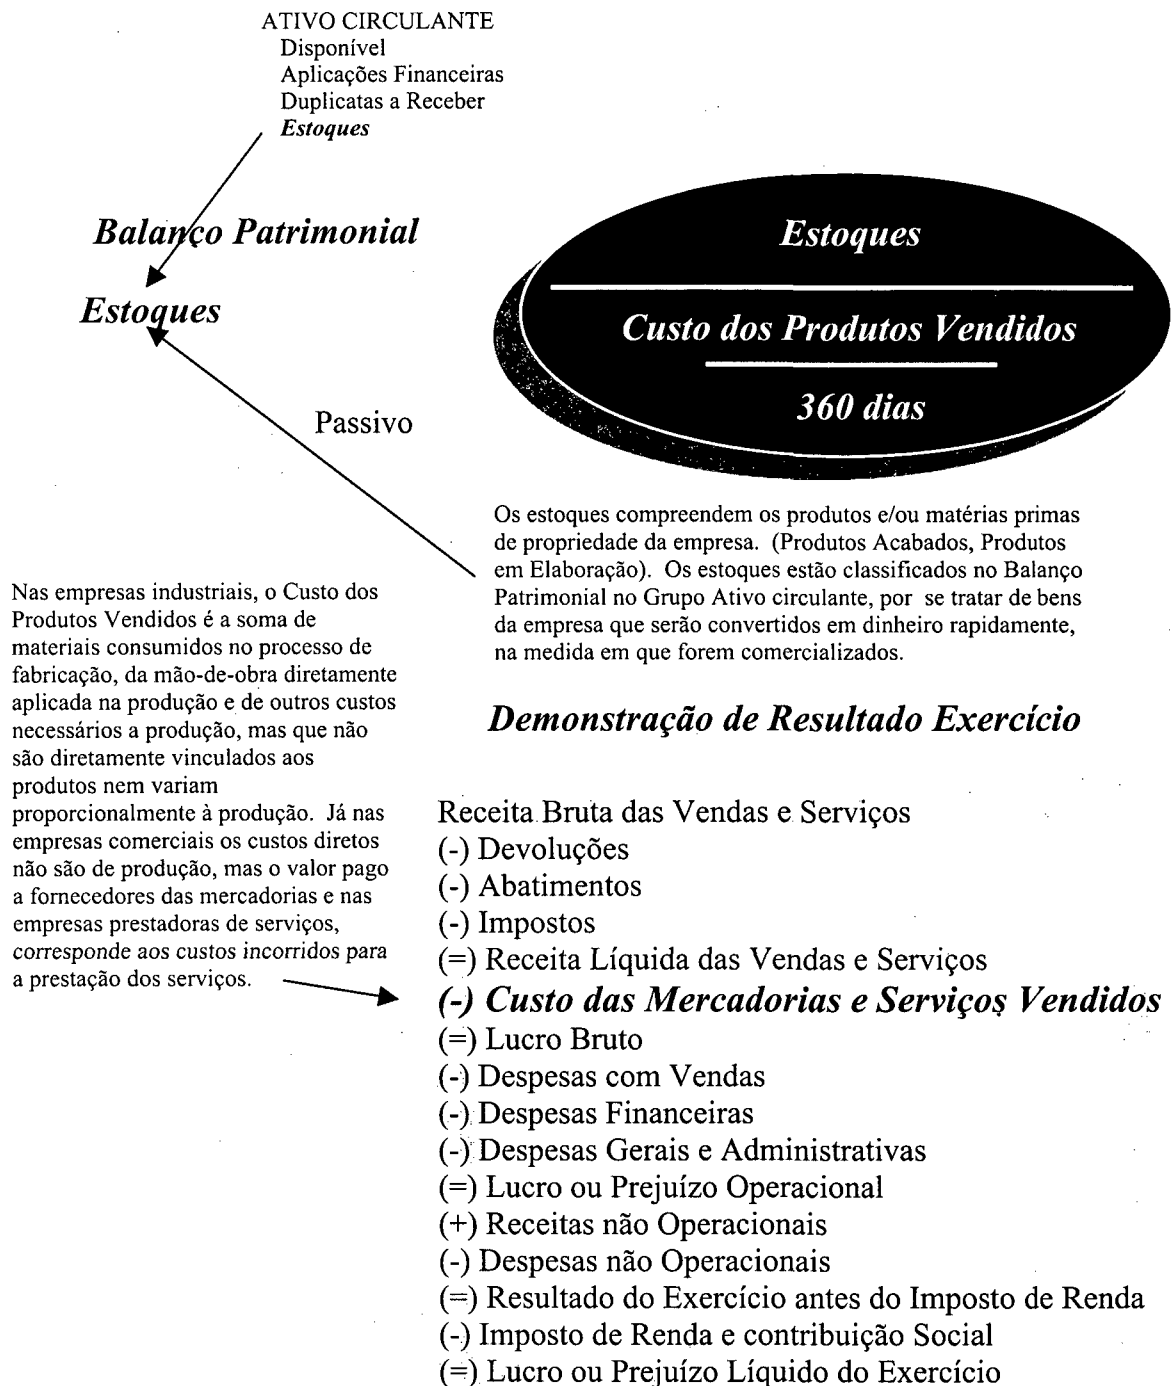 ATIVO CIRCULANTE
Disponível
Aplicações Financeiras
Duplicatas a Receber
Estoques
Balanço Patrimonial
Estoques
Passivo
Estoques
Custo dos Produtos Vendidos
360 dias
Os estoques compreendem os produtos e/ou matérias primas
de propriedade da empresa. (Produtos Acabados, Produtos
em Elaboração). Os estoques estão classificados no Balanço
Patrimonial no Grupo Ativo circulante, por se tratar de bens
da empresa que serão convertidos em dinheiro rapidamente,
na medida em que forem comercializados.
Nas empresas industriais, o Custo dos
Produtos Vendidos é a soma de
materiais consumidos no processo de
fabricação, da mão-de-obra diretamente
aplicada na produção e de outros custos
necessários a produção, mas que não
são diretamente vinculados aos
produtos nem variam
proporcionalmente à produção. Já nas
empresas comerciais os custos diretos
não são de produção, mas o valor pago
a fornecedores das mercadorias e nas
empresas prestadoras de serviços,
corresponde aos custos incorridos para
a prestação dos serviços.
Demonstração de Resultado Exercício
Receita Bruta das Vendas e Serviços
(-) Devoluções
(-) Abatimentos
(-) Impostos
(=) Receita Líquida das Vendas e Serviços
(-) Custo das Mercadorias e Serviços Vendidos
(=) Lucro Bruto
(-) Despesas com Vendas
(-) Despesas Financeiras
(-) Despesas Gerais e Administrativas
(=) Lucro ou Prejuízo Operacional
(+) Receitas não Operacionais
(-) Despesas não Operacionais
(=) Resultado do Exercício antes do Imposto de Renda
(-) Imposto de Renda e contribuição Social
(=) Lucro ou Prejuízo Líquido do Exercício